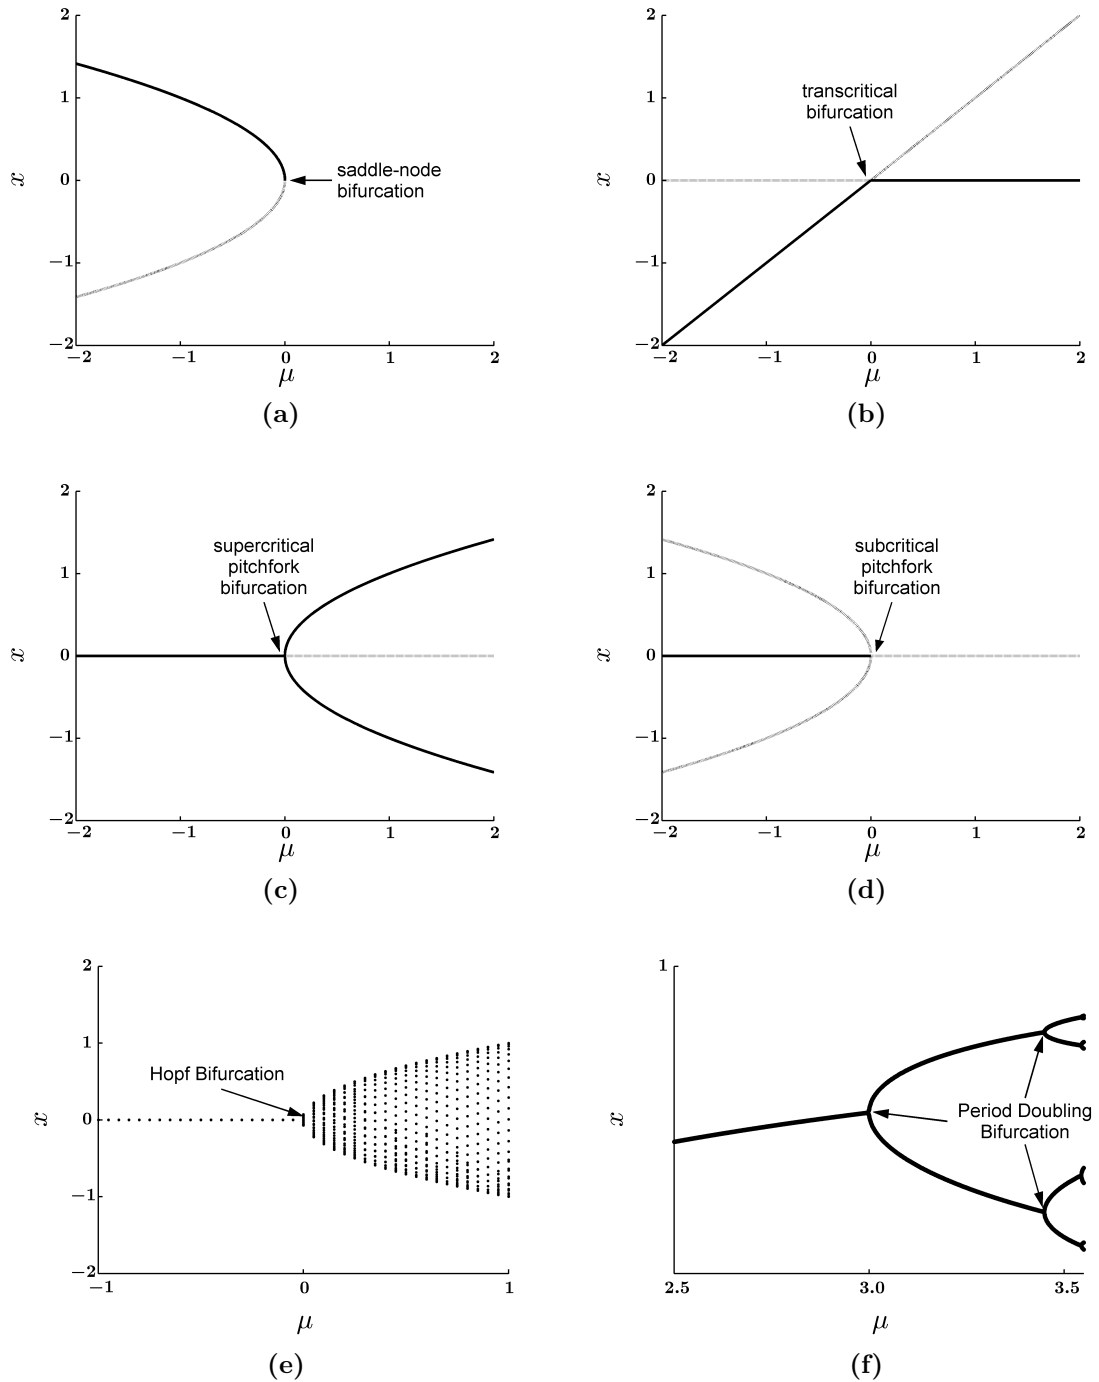 2
1
x
0
saddle-node
bifurcation
−1
−2
−2
−1
0
1
2
μ
(a)
2
transcritical
bifurcation
1
x
0
−1
−2
−2
−1
0
1
2
μ
(b)
2
supercritical
pitchfork
bifurcation
1
x
0
−1
−2
−2
−1
0
1
2
μ
(c)
2
subcritical
pitchfork
bifurcation
1
x
0
−1
−2
−2
−1
0
1
2
μ
(d)
2
1
Hopf Bifurcation
x
0
−1
−2
−1
0
1
μ
(e)
1
x
Period Doubling
Bifurcation
2.5
3.0
3.5
μ
(f)